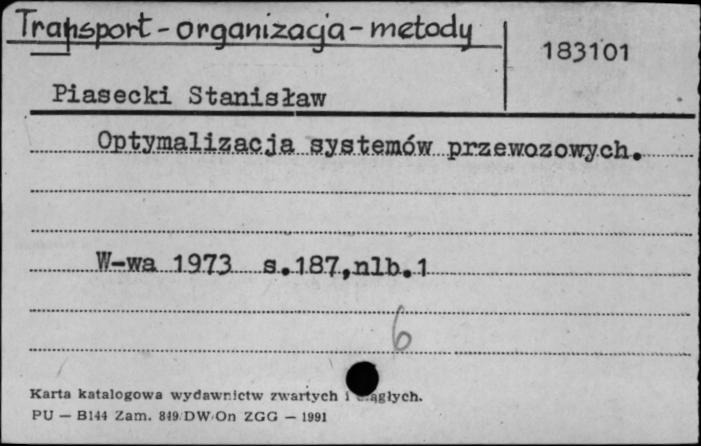 Transport - organizacja - metody
183101
Piasecki Stanisław
Optymalizacja systemów przewozowych.
W-wa 1973 s.187,nlb.1
6
Karta katalogowa wydawnictw zwartych i ciągłych.
PU — B144 Zam. 849/DW/On ZGG — 1991